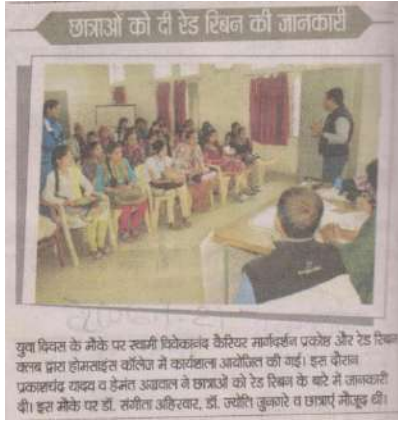 छात्राओं को दी रेड रिबन की जानकारी
युवा दिवस के मौके पर स्वामी विवेकानंद कैरियर मार्गदर्शन प्रकोष्ठ और रेड रिबन
क्लब द्वारा होमसाइंस कॉलेज में कार्यशाला आयोजित की गई। इस दौरान
प्रकाशचंद्र यादव व हेमंत अग्रवाल ने छात्राओं को रेड रिबन के बारे में जानकारी
दी। इस मौके पर डॉ. संगीता अहिरवार, डॉ. ज्योति जुनगरे व छात्राएं मौजूद थीं।